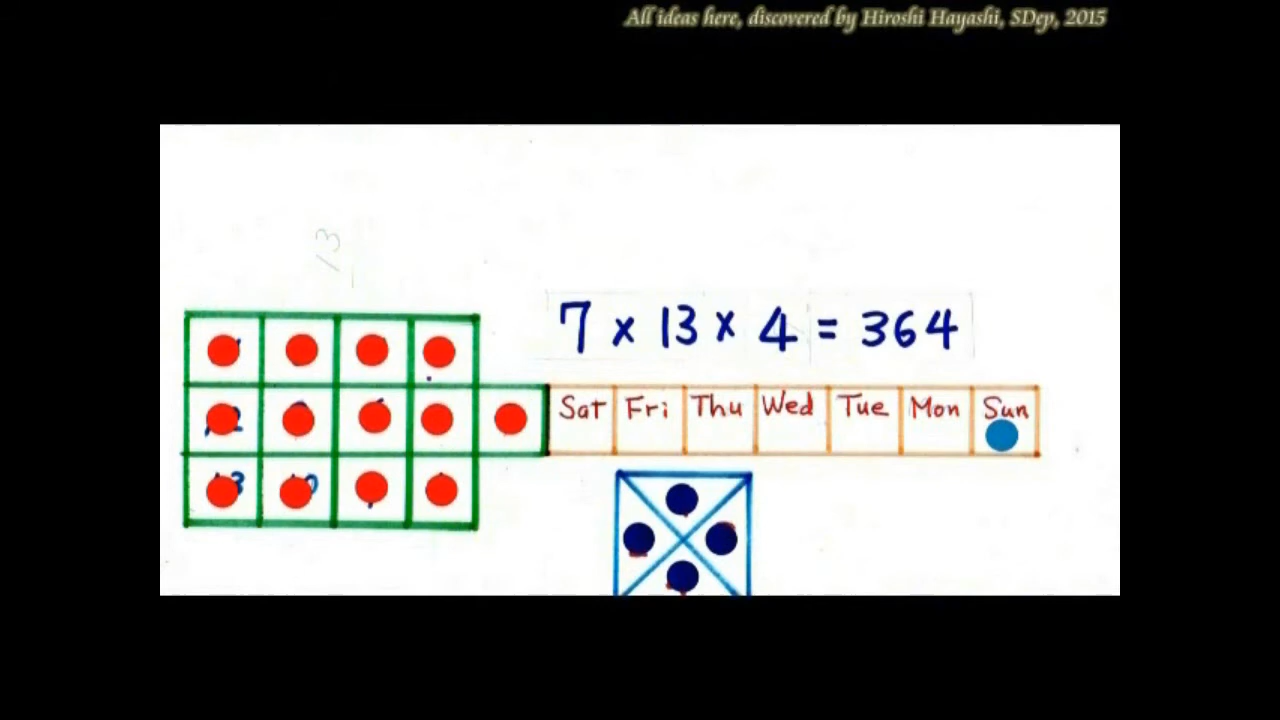 All ideas here, discovered by Hiroshi Hayashi, SDep, 2015
13
7 x 13 x 4 = 364
Sat Fri Thu Wed Tue Mon Sun